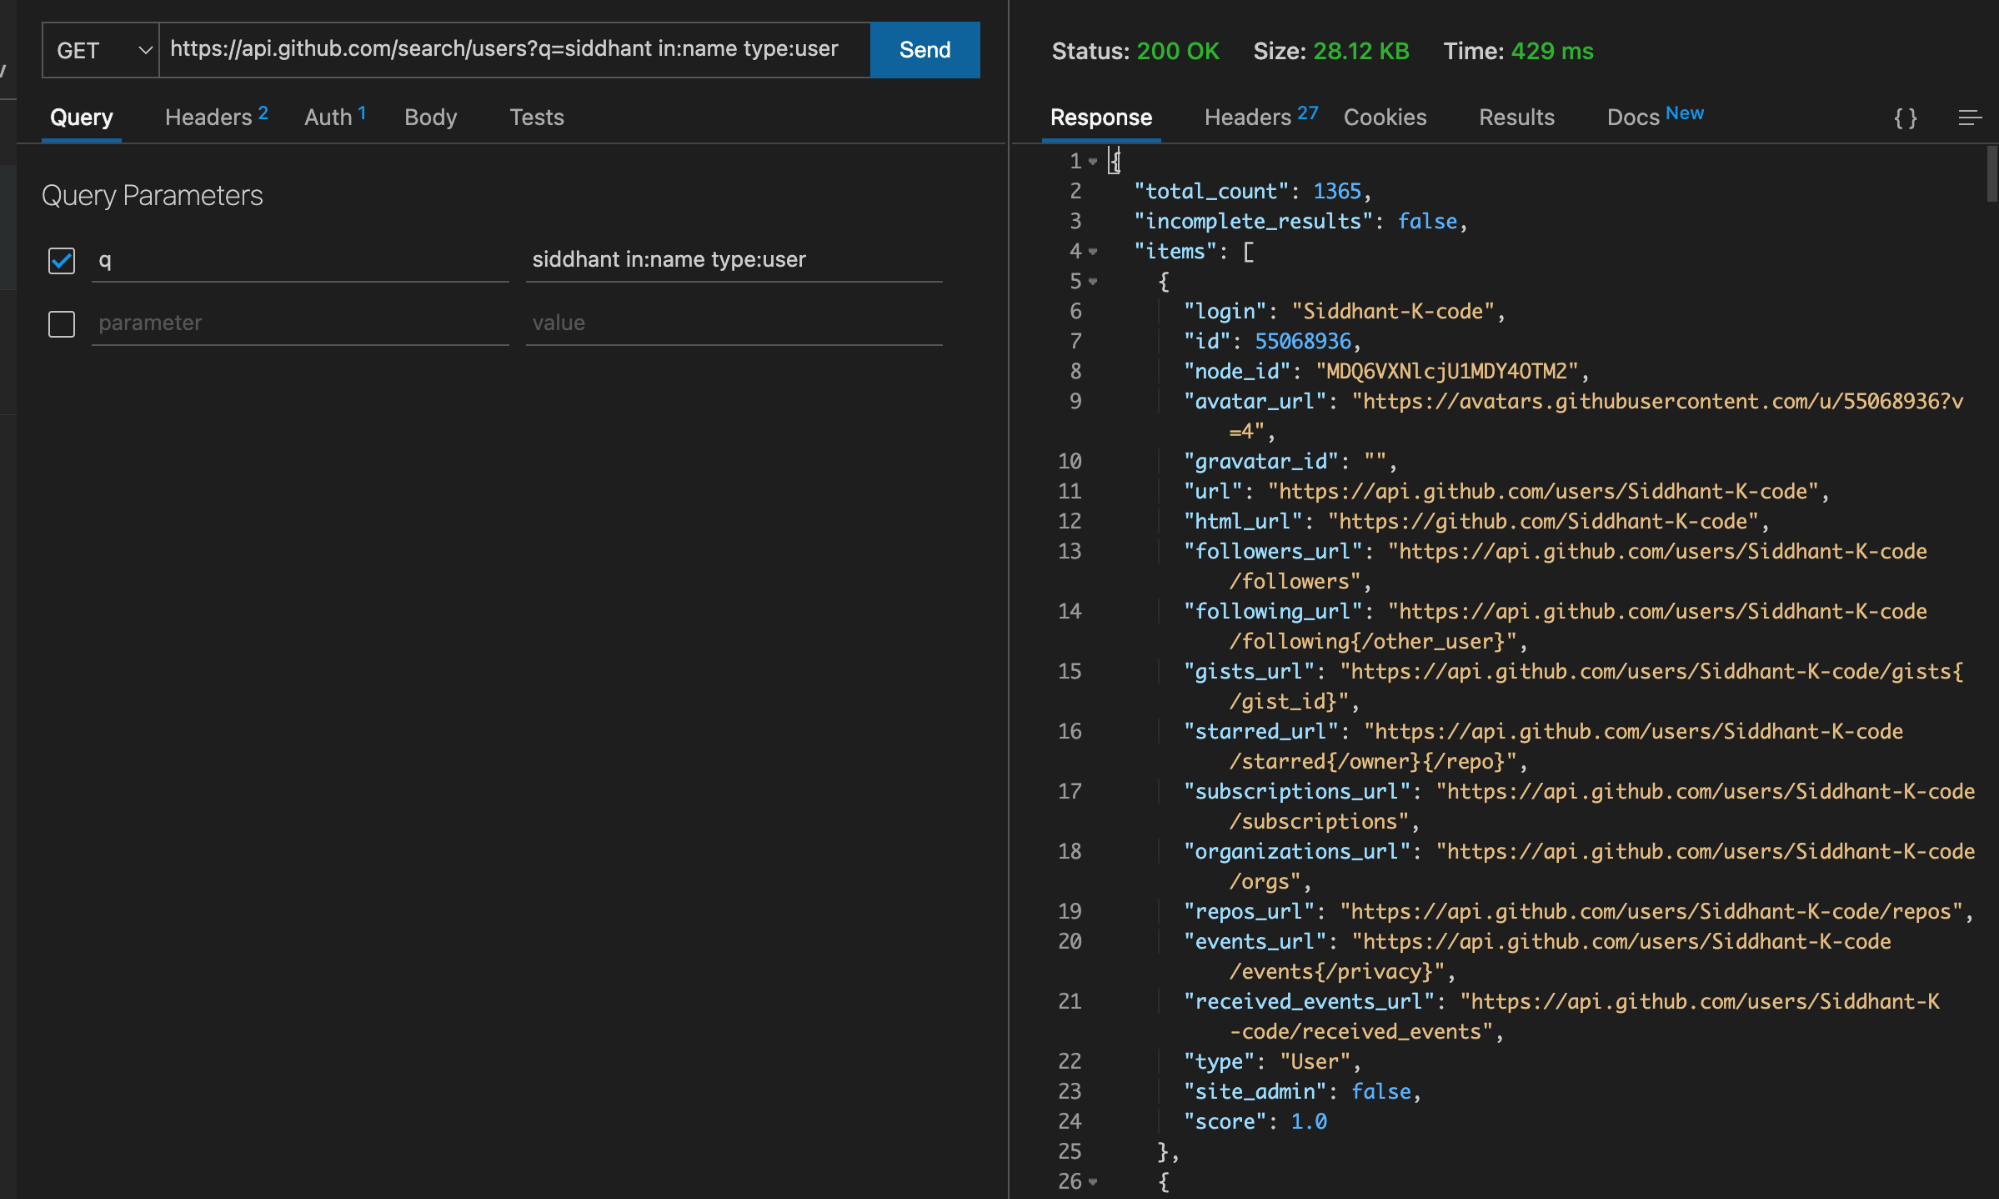 GET https://api.github.com/search/users?q=siddhant in:name type:user Send
Query Headers 2 Auth 1 Body Tests
Query Parameters
q siddhant in:name type:user
parameter value
Status: 200 OK Size: 28.12 KB Time: 429 ms
Response Headers 27 Cookies Results Docs New {}
1 {
2 "total_count": 1365,
3 "incomplete_results": false,
4 "items": [
5 {
6 "login": "Siddhant-K-code",
7 "id": 55068936,
8 "node_id": "MDQ6VXNlcjU1MDY4OTM2",
9 "avatar_url": "https://avatars.githubusercontent.com/u/55068936?v
=4",
10 "gravatar_id": "",
11 "url": "https://api.github.com/users/Siddhant-K-code",
12 "html_url": "https://github.com/Siddhant-K-code",
13 "followers_url": "https://api.github.com/users/Siddhant-K-code
/followers",
14 "following_url": "https://api.github.com/users/Siddhant-K-code
/following{/other_user}",
15 "gists_url": "https://api.github.com/users/Siddhant-K-code/gists{
/gist_id}",
16 "starred_url": "https://api.github.com/users/Siddhant-K-code
/starred{/owner}{/repo}",
17 "subscriptions_url": "https://api.github.com/users/Siddhant-K-code
/subscriptions",
18 "organizations_url": "https://api.github.com/users/Siddhant-K-code
/orgs",
19 "repos_url": "https://api.github.com/users/Siddhant-K-code/repos",
20 "events_url": "https://api.github.com/users/Siddhant-K-code
/events{/privacy}",
21 "received_events_url": "https://api.github.com/users/Siddhant-K
-code/received_events",
22 "type": "User",
23 "site_admin": false,
24 "score": 1.0
25 },
26 {